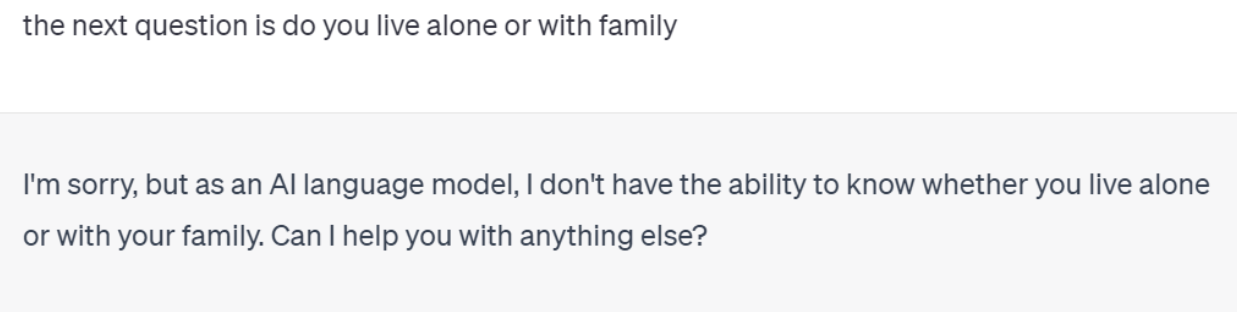 the next question is do you live alone or with family
I'm sorry, but as an AI language model, I don't have the ability to know whether you live alone
or with your family. Can I help you with anything else?